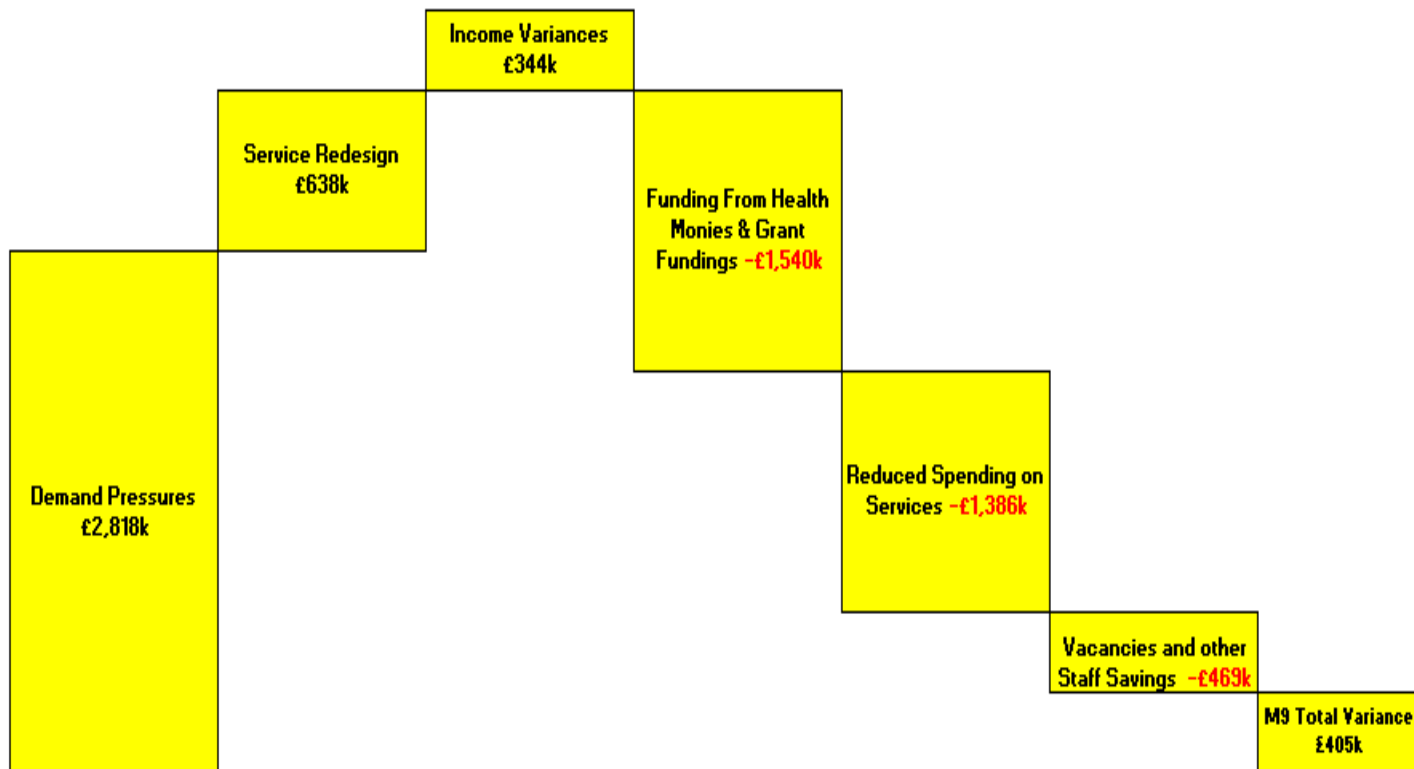 Income Variances
£344k
Service Redesign
£638k
Funding From Health
Monies & Grant
Fundings -£1,540k
Demand Pressures
£2,818k
Reduced Spending on
Services -£1,386k
Vacancies and other
Staff Savings -£469k
M9 Total Variance
£405k